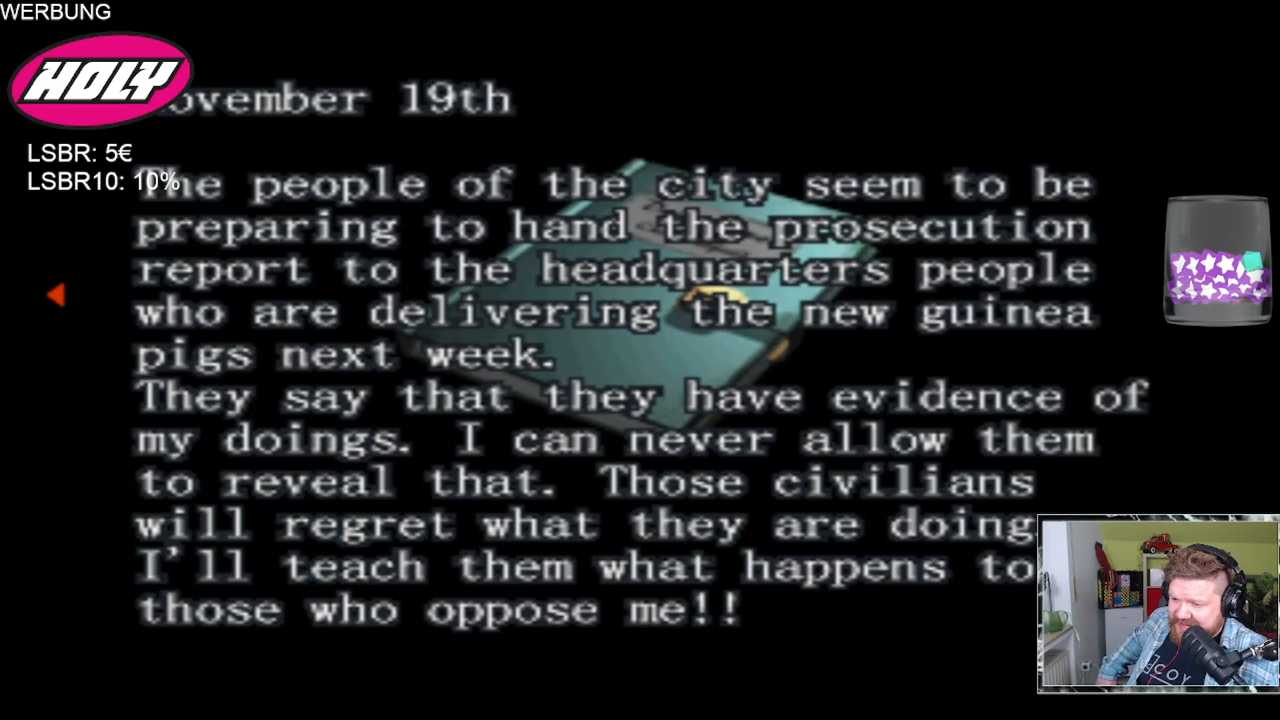 WERBUNG
HOLY
LSBR: 5€
LSBR10: 10%
ovember 19th
The people of the city seem to be
preparing to hand the prosecution
report to the headquarters people
who are delivering the new guinea
pigs next week.
They say that they have evidence of
my doings. I can never allow them
to reveal that. Those civilians
will regret what they are doing
I'll teach them what happens to
those who oppose me!!
COY